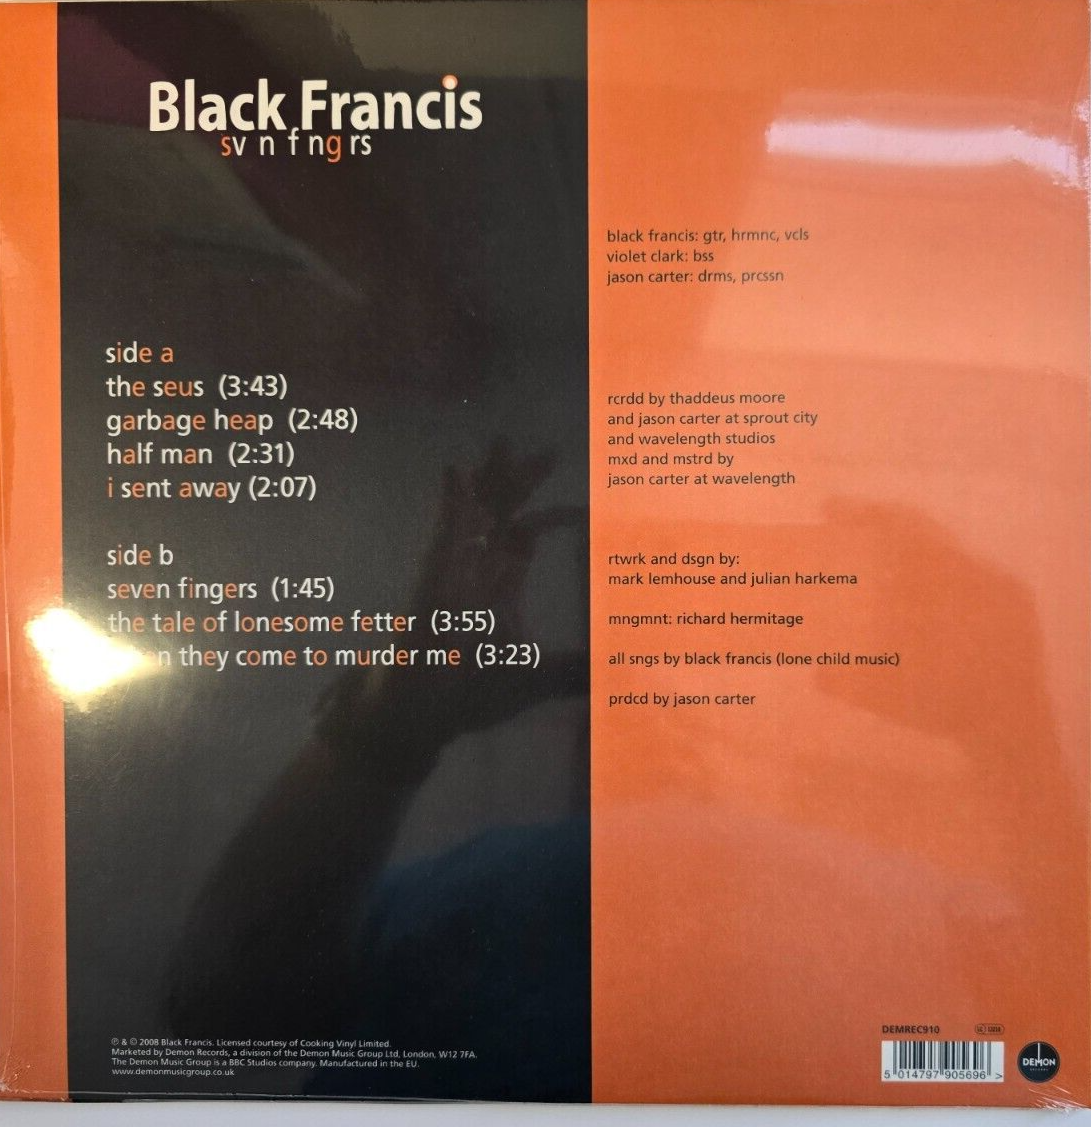 Black Francis
sv n f ng rs
side a
the seus (3:43)
garbage heap (2:48)
half man (2:31)
i sent away (2:07)
side b
seven fingers (1:45)
the tale of lonesome fetter (3:55)
they come to murder me (3:23)
black francis: gtr, hrmnc, vcls
violet clark: bss
jason carter: drms, prcssn
rcrdd by thaddeus moore
and jason carter at sprout city
and wavelength studios
mxd and mstrd by
jason carter at wavelength
rtwrk and dsgn by:
mark lemhouse and julian harkema
mngmnt: richard hermitage
all sngs by black francis (lone child music)
prdcd by jason carter
℗ & © 2008 Black Francis. Licensed courtesy of Cooking Vinyl Limited.
Marketed by Demon Records, a division of the Demon Music Group Ltd, London, W12 7FA.
The Demon Music Group is a BBC Studios company. Manufactured in the EU.
www.demonmusicgroup.co.uk
DEMREC910
5 014797 905696 >
DEMON
RECORDS